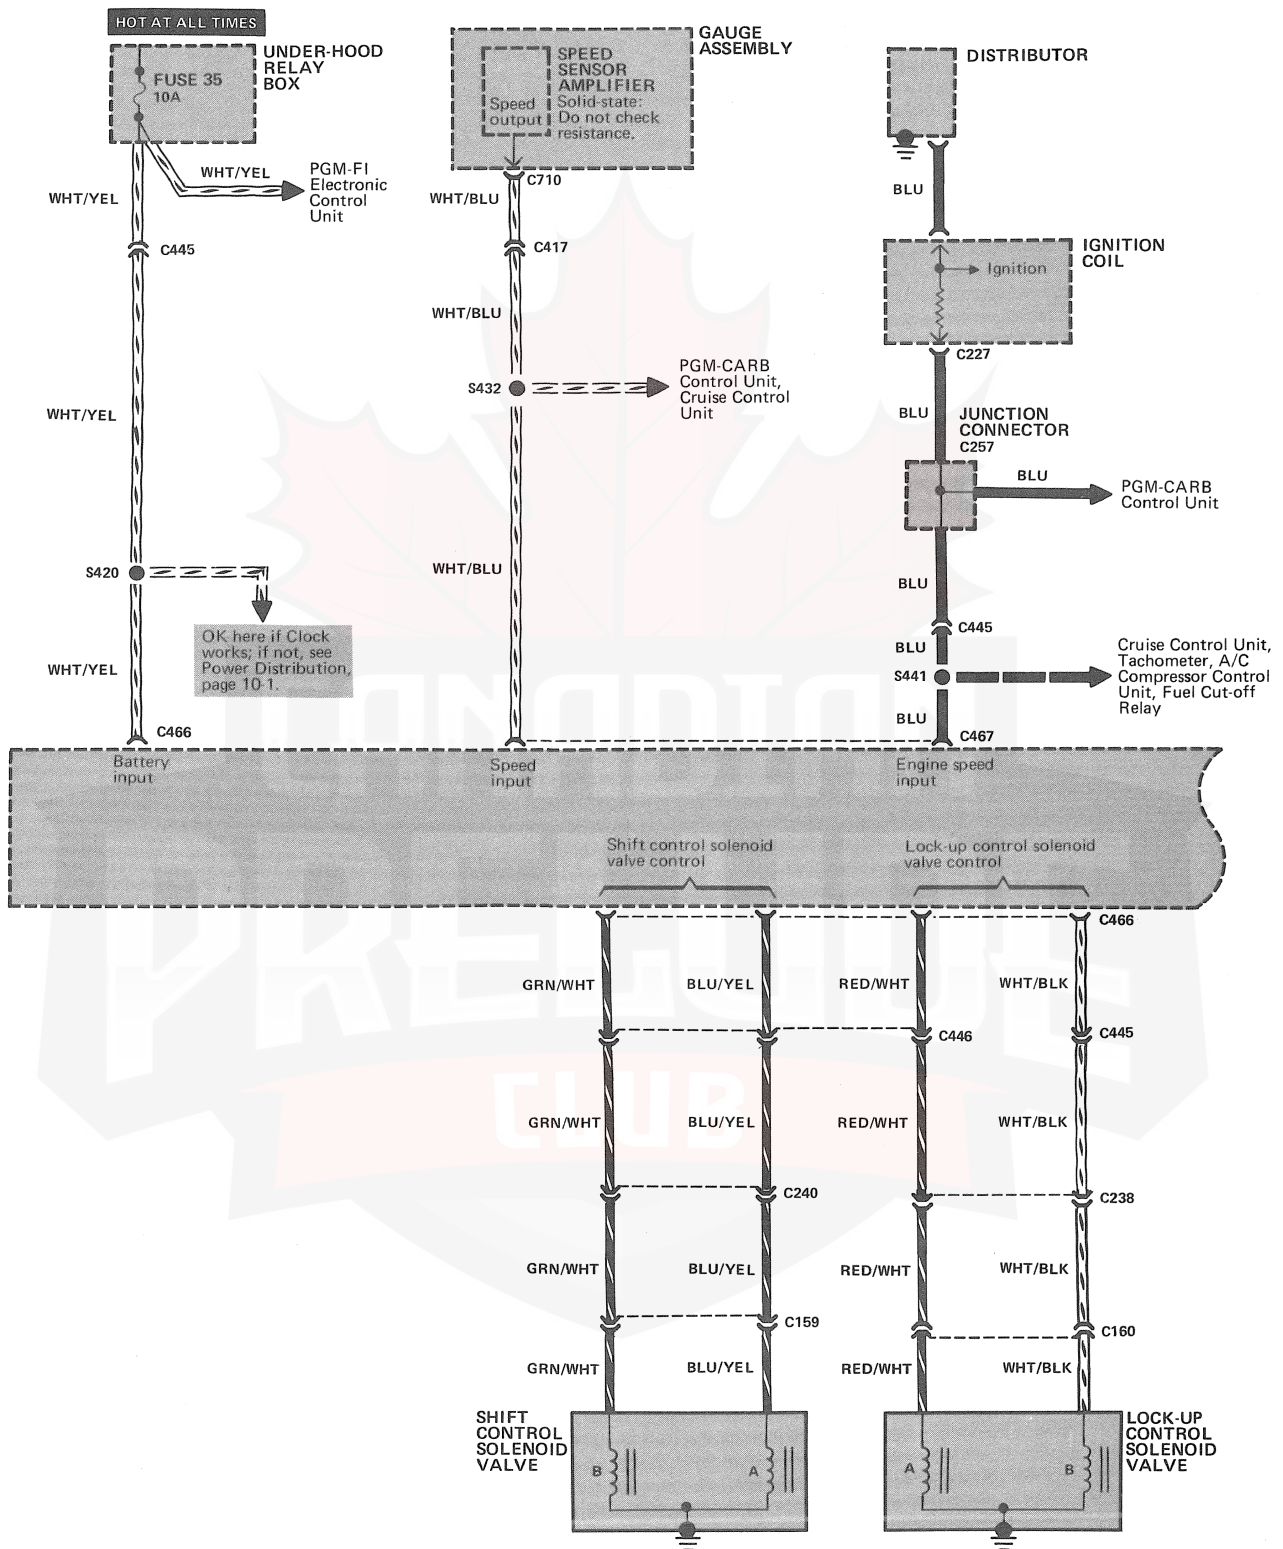 HOT AT ALL TIMES
UNDER-HOOD
RELAY
BOX
FUSE 35
10A
WHT/YEL
PGM-FI
Electronic
Control
Unit
WHT/YEL
C445
WHT/YEL
S420
OK here if Clock
works; if not, see
Power Distribution,
page 10-1.
WHT/YEL
C466
Battery
input
GAUGE
ASSEMBLY
SPEED
SENSOR
AMPLIFIER
Solid-state:
Do not check
resistance.
Speed
output
C710
WHT/BLU
C417
WHT/BLU
S432
PGM-CARB
Control Unit,
Cruise Control
Unit
WHT/BLU
Speed
input
DISTRIBUTOR
BLU
IGNITION
COIL
Ignition
C227
BLU
JUNCTION
CONNECTOR
C257
BLU
PGM-CARB
Control Unit
BLU
C445
BLU
S441
Cruise Control Unit,
Tachometer, A/C
Compressor Control
Unit, Fuel Cut-off
Relay
BLU
C467
Engine speed
input
CANADIAN
PRELUDE
CLUB
Shift control solenoid
valve control
Lock-up control solenoid
valve control
C466
GRN/WHT
BLU/YEL
RED/WHT
WHT/BLK
C446
C445
GRN/WHT
BLU/YEL
RED/WHT
WHT/BLK
C240
C238
GRN/WHT
BLU/YEL
RED/WHT
WHT/BLK
C159
C160
GRN/WHT
BLU/YEL
RED/WHT
WHT/BLK
SHIFT
CONTROL
SOLENOID
VALVE
B
A
A
B
LOCK-UP
CONTROL
SOLENOID
VALVE